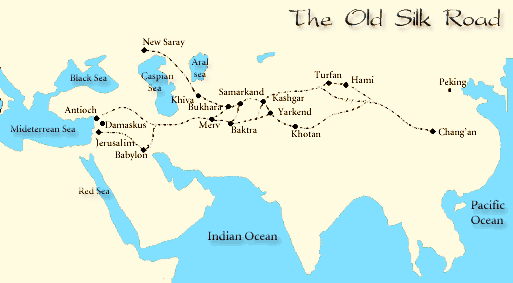 The Old Silk Road
New Saray
Aral
sea
Black Sea
Caspian
Sea
Turfan
Hami
Peking
Khiva
Samarkand
Kashgar
Bukhara
Antioch
Damaskus
Yarkend
Mideterrean Sea
Merv
Baktra
Khotan
Chang'an
Jerusalim
Babylon
Red Sea
Pacific
Ocean
Indian Ocean